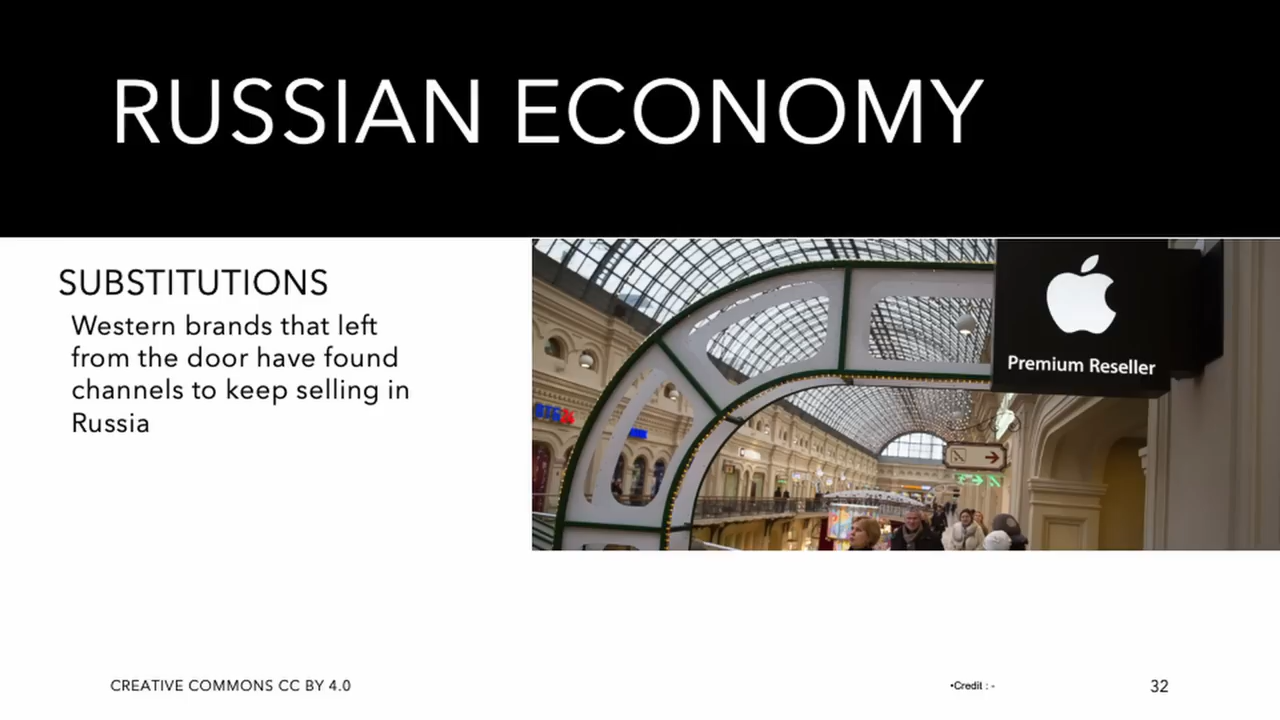 RUSSIAN ECONOMY
SUBSTITUTIONS
Western brands that left
from the door have found
channels to keep selling in
Russia
Premium Reseller
CREATIVE COMMONS CC BY 4.0
•Credit : -
32